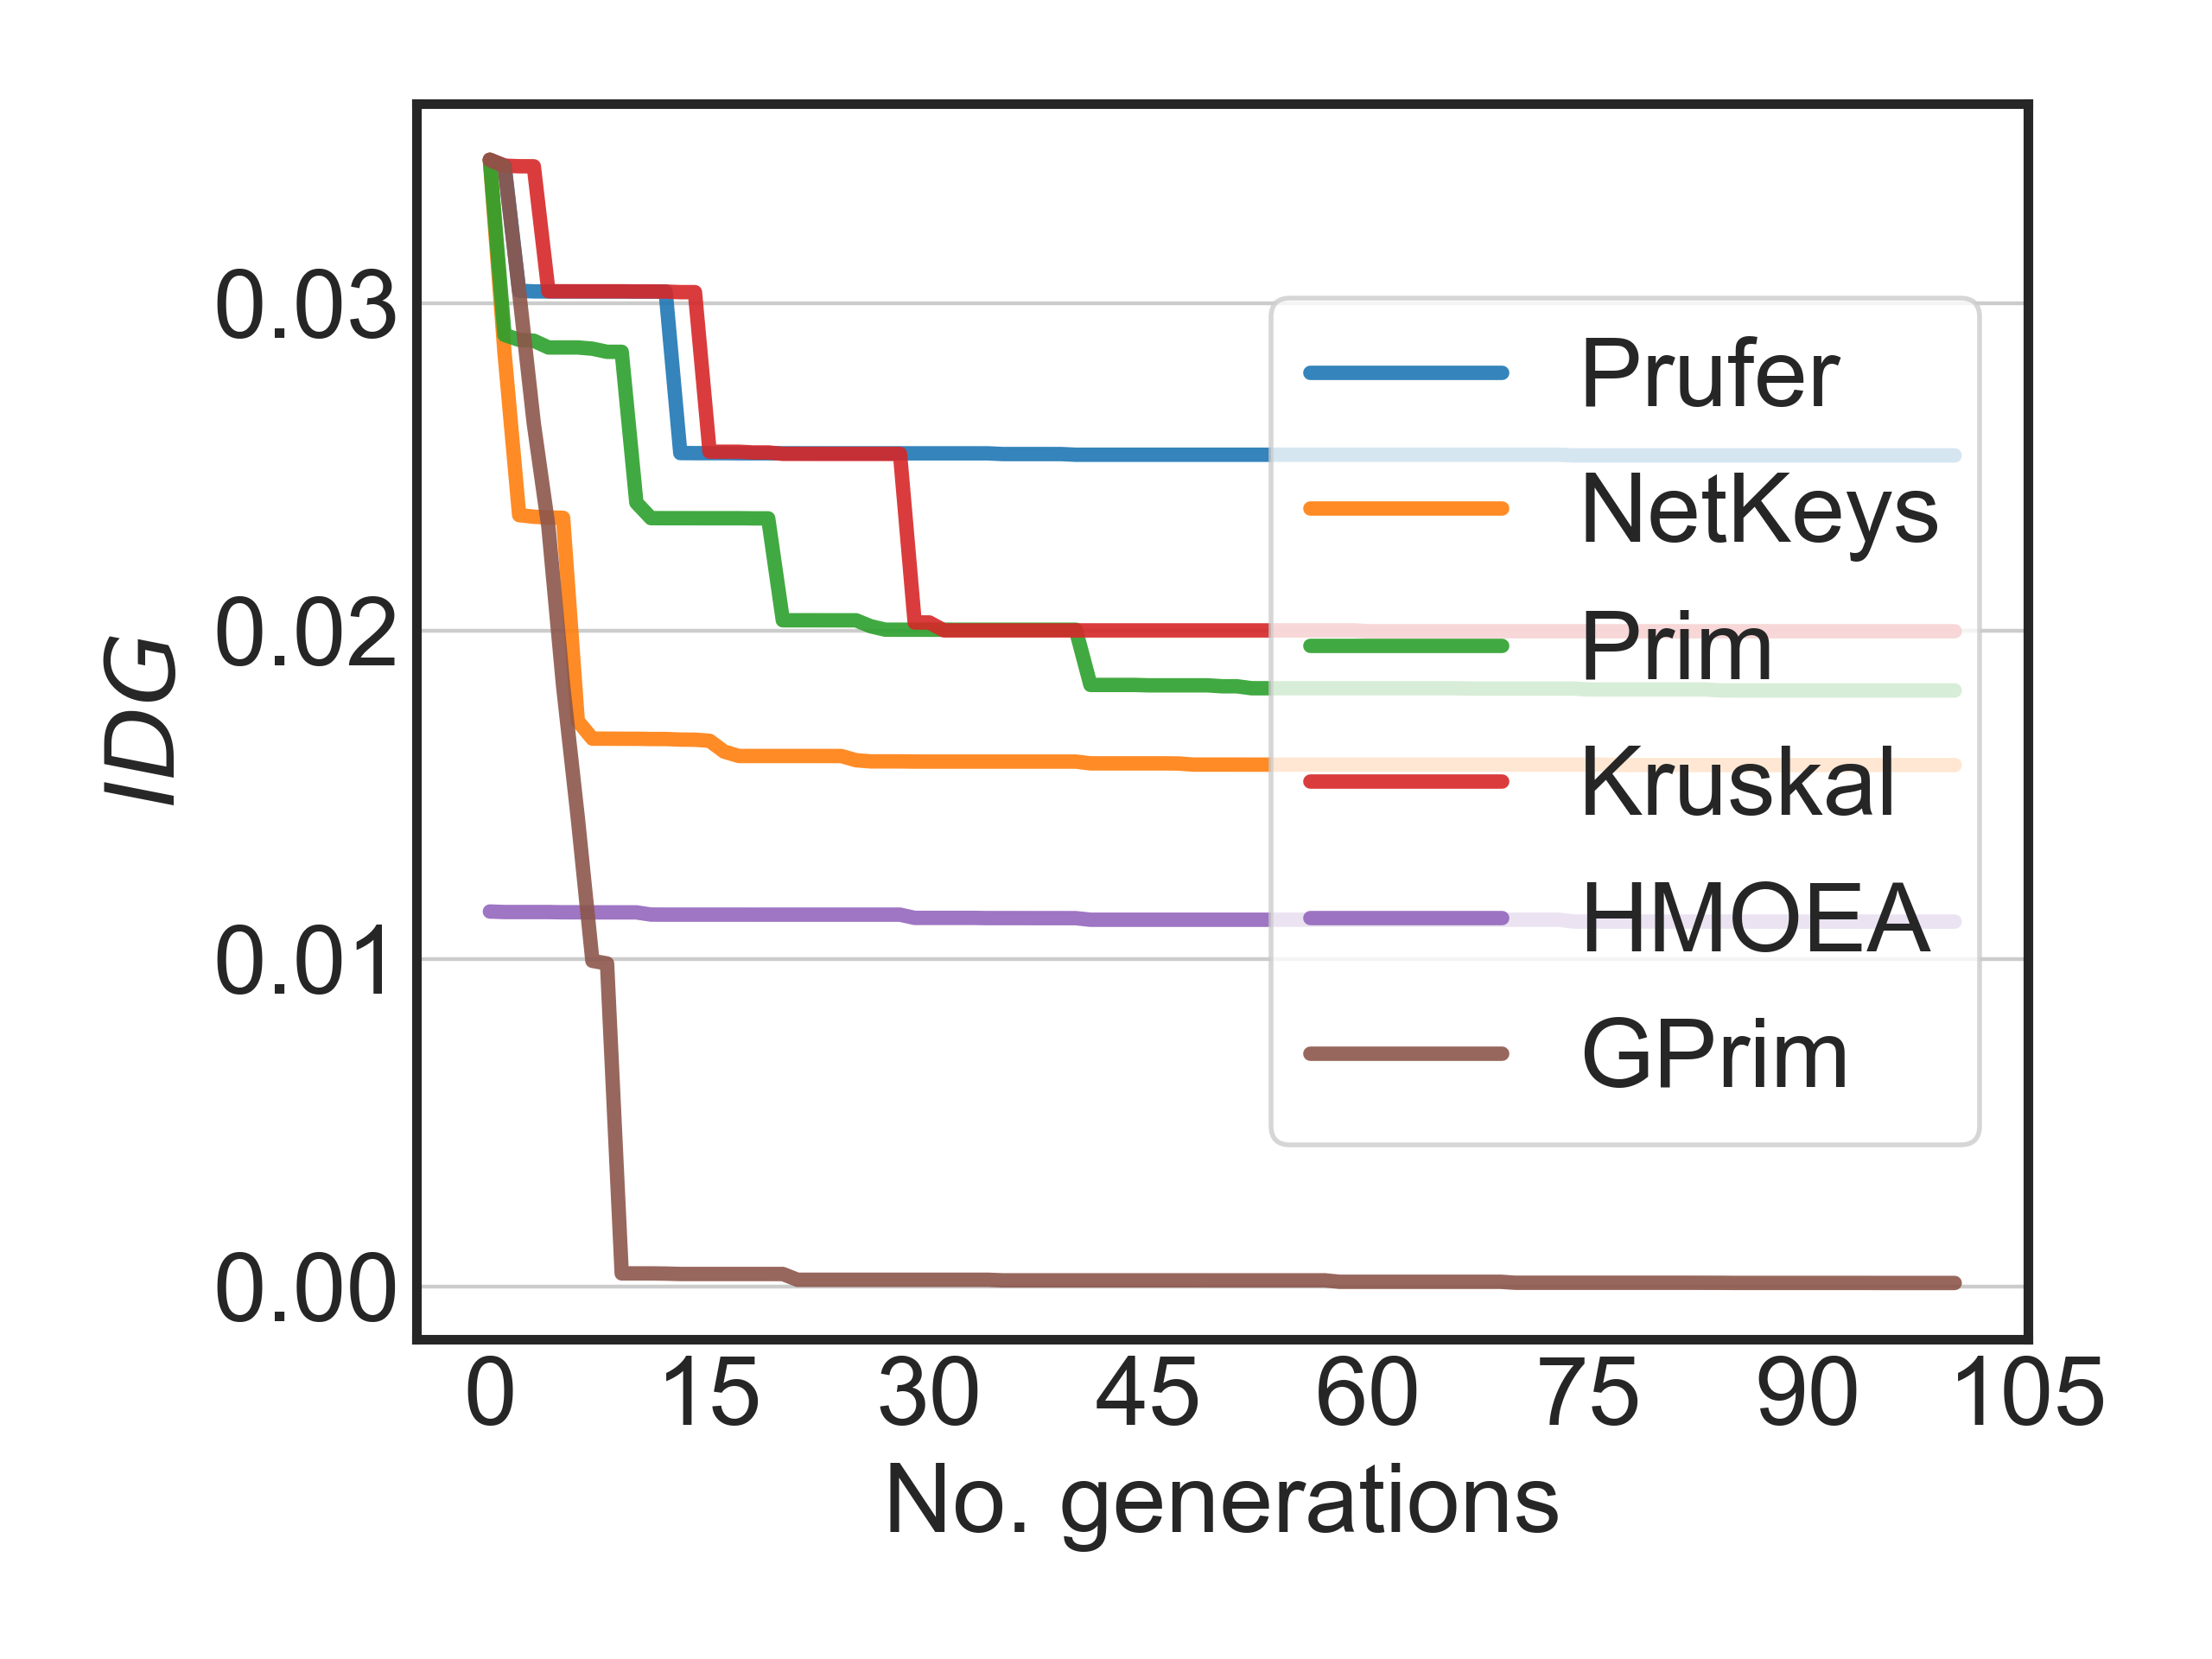 IDG
0.03
0.02
0.01
0.00
0 15 30 45 60 75 90 105
No. generations
Prufer
NetKeys
Prim
Kruskal
HMOEA
GPrim